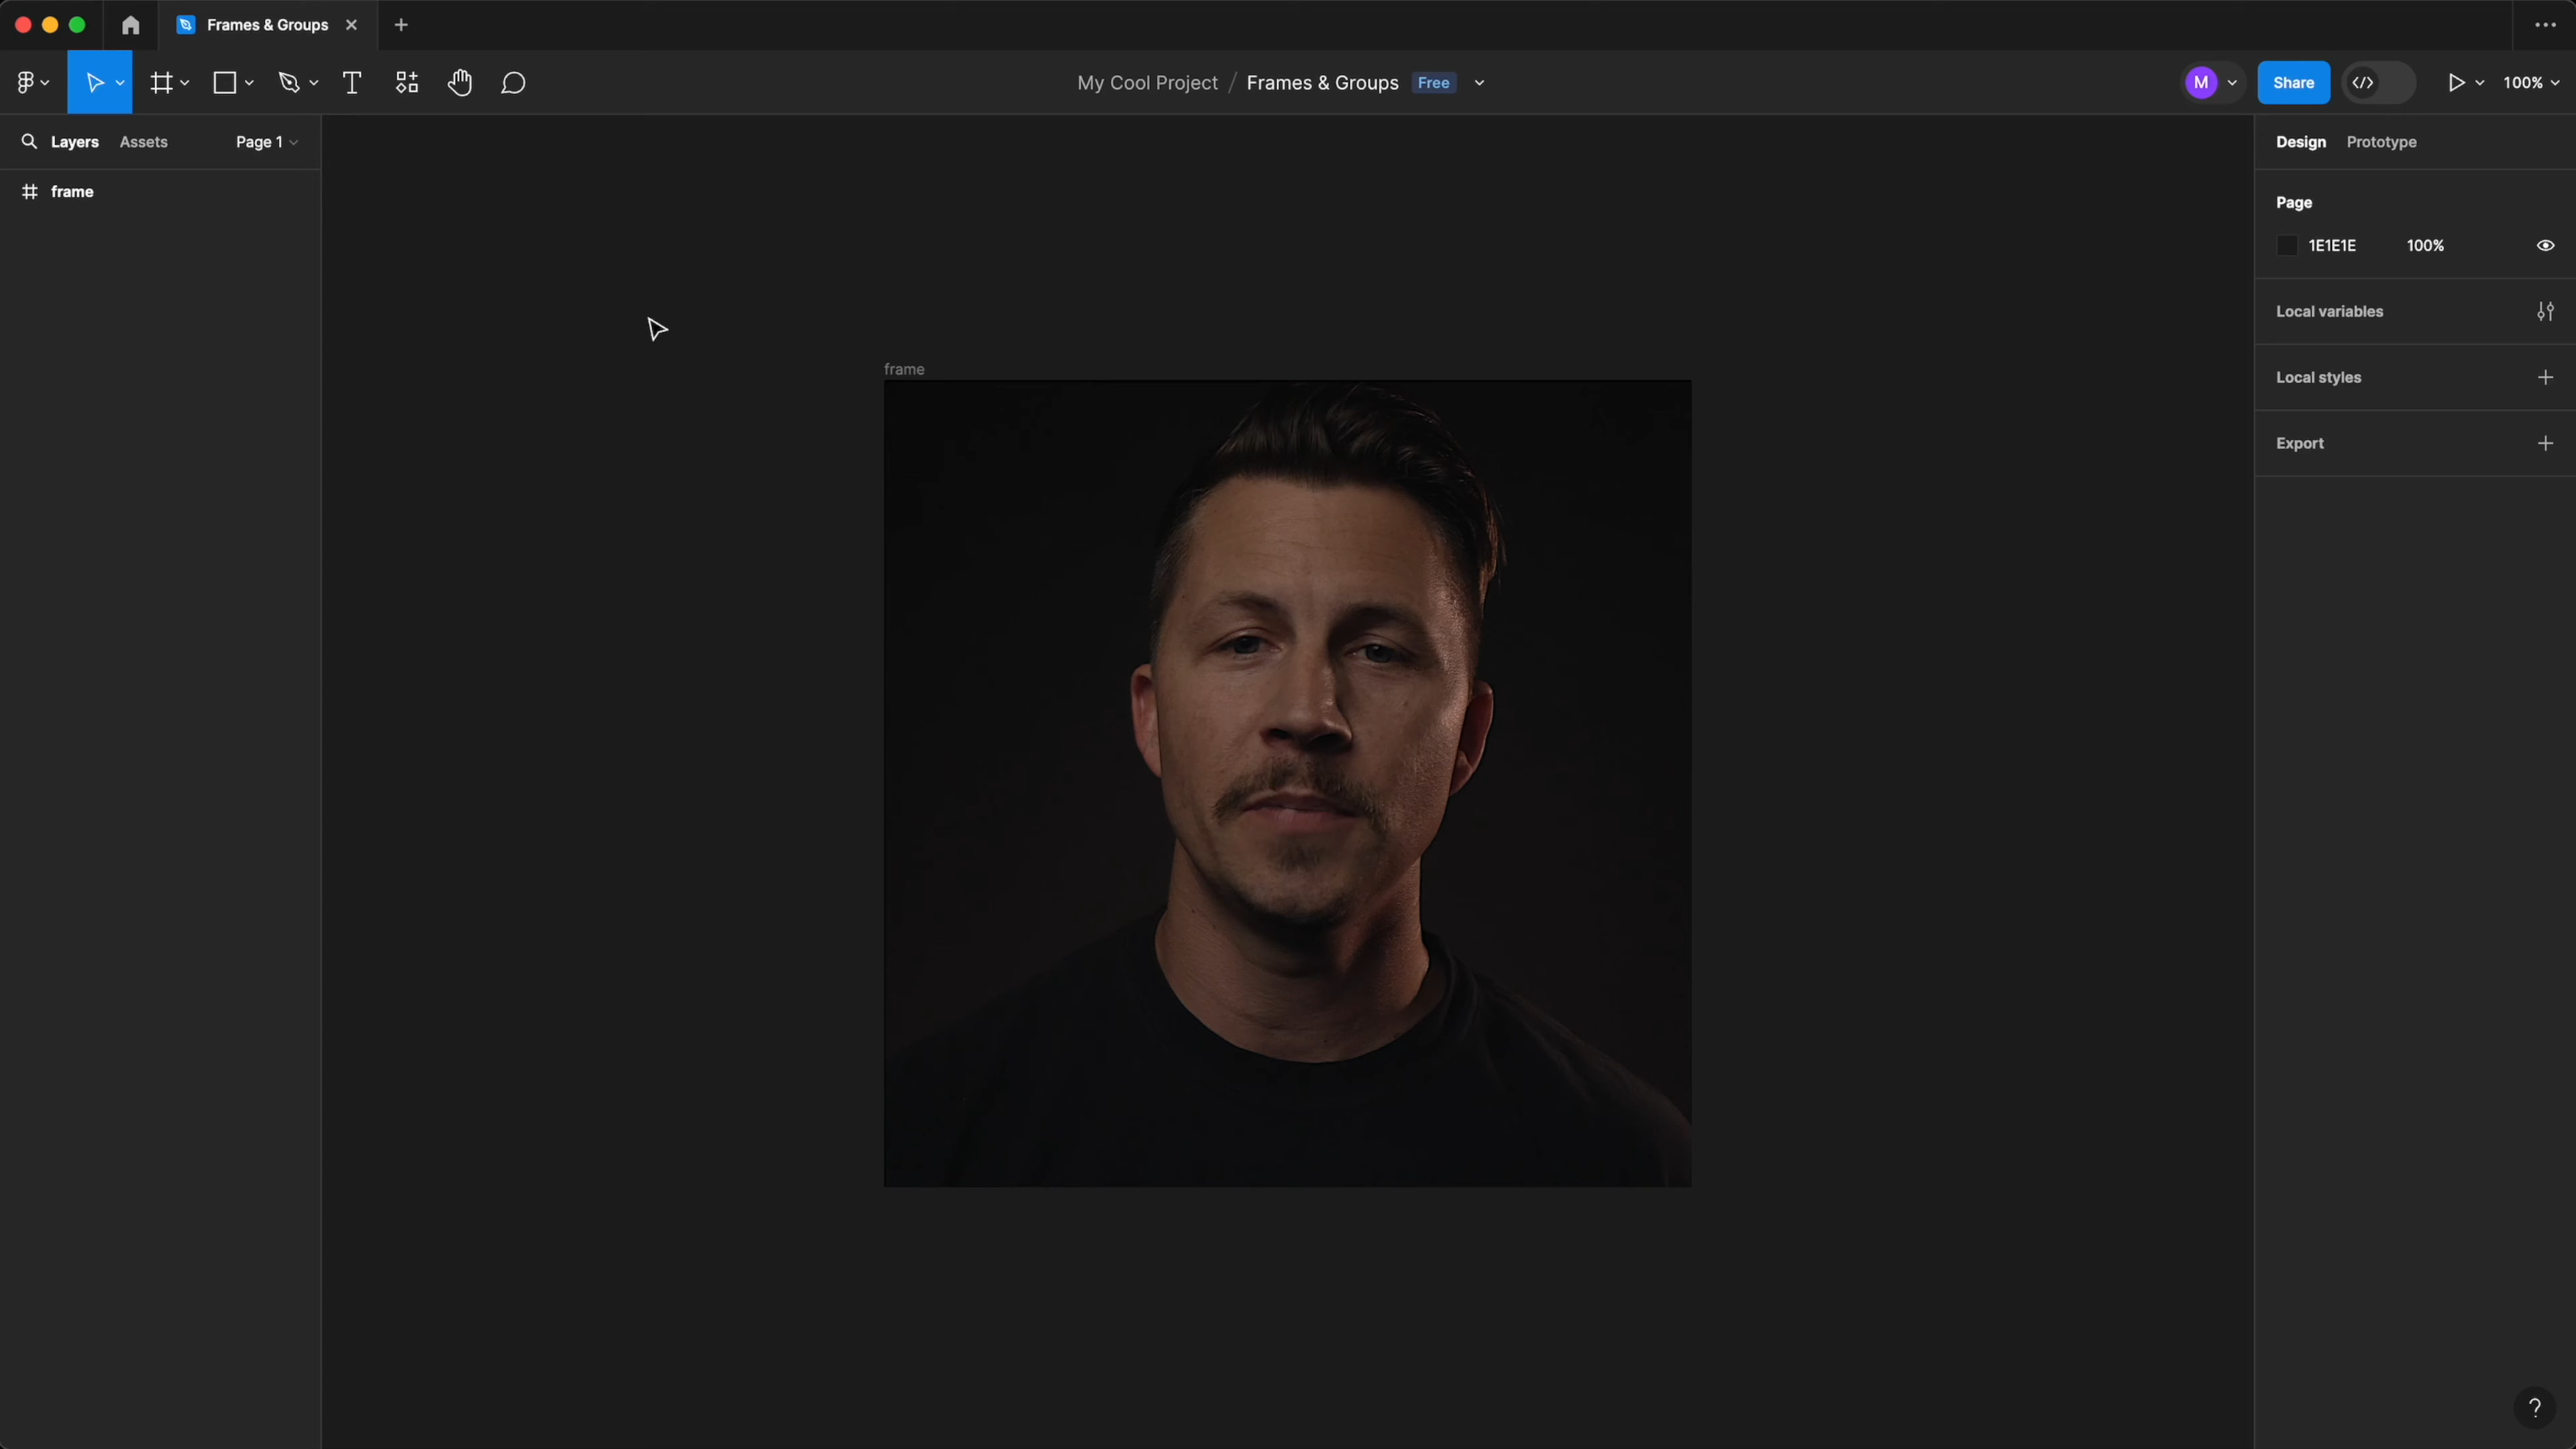 Frames & Groups
My Cool Project / Frames & Groups Free
M Share 100%
Layers Assets Page 1
Design Prototype
frame
Page
1E1E1E 100%
Local variables
frame
Local styles
Export
?